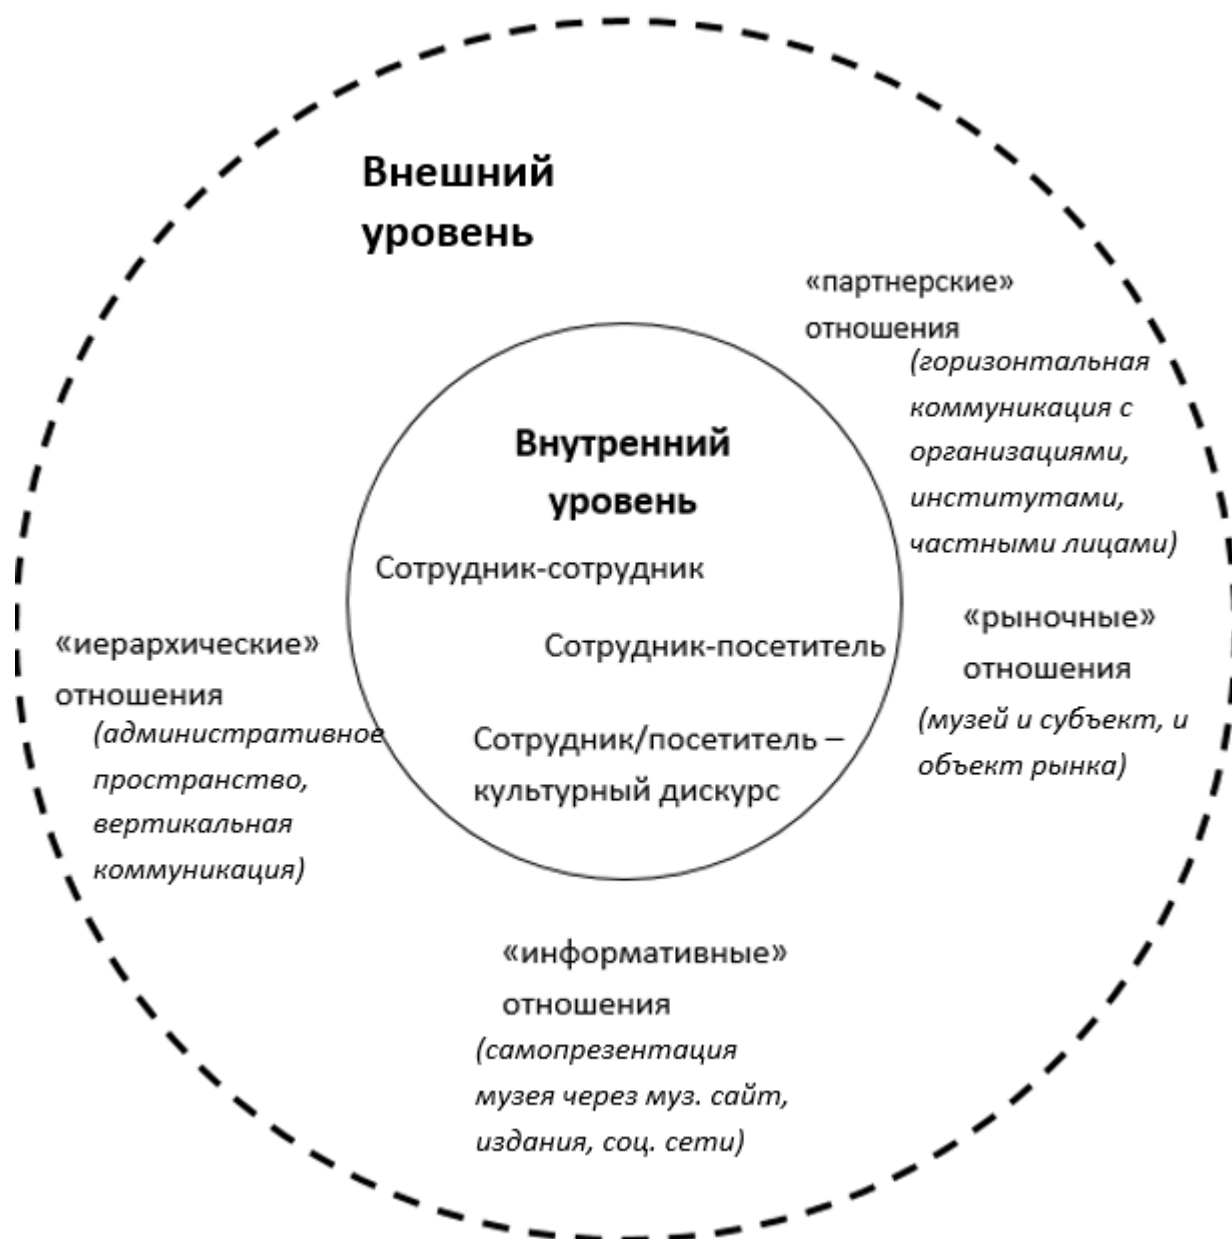 Внешний
уровень
«партнерские»
отношения
(горизонтальная
коммуникация с
организациями,
институтами,
частными лицами)
Внутренний
уровень
Сотрудник-сотрудник
Сотрудник-посетитель
Сотрудник/посетитель –
культурный дискурс
«иерархические»
отношения
(административное
пространство,
вертикальная
коммуникация)
«рыночные»
отношения
(музей и субъект, и
объект рынка)
«информативные»
отношения
(самопрезентация
музея через муз. сайт,
издания, соц. сети)